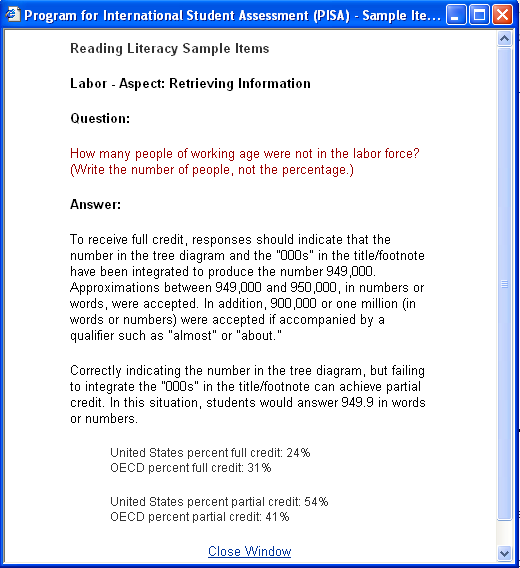 Program for International Student Assessment (PISA) - Sample Ite...
Reading Literacy Sample Items
Labor - Aspect: Retrieving Information
Question:
How many people of working age were not in the labor force?
(Write the number of people, not the percentage.)
Answer:
To receive full credit, responses should indicate that the
number in the tree diagram and the "000s" in the title/footnote
have been integrated to produce the number 949,000.
Approximations between 949,000 and 950,000, in numbers or
words, were accepted. In addition, 900,000 or one million (in
words or numbers) were accepted if accompanied by a
qualifier such as "almost" or "about."
Correctly indicating the number in the tree diagram, but failing
to integrate the "000s" in the title/footnote can achieve partial
credit. In this situation, students would answer 949.9 in words
or numbers.
United States percent full credit: 24%
OECD percent full credit: 31%
United States percent partial credit: 54%
OECD percent partial credit: 41%
Close Window